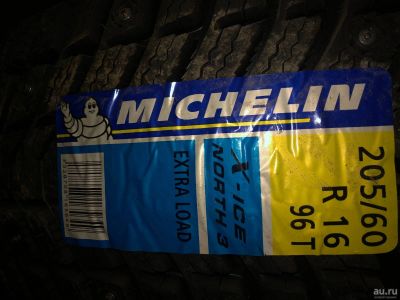 MICHELIN
X-ICE
NORTH 3
EXTRA LOAD
205/60
R 16
96 T
au.ru